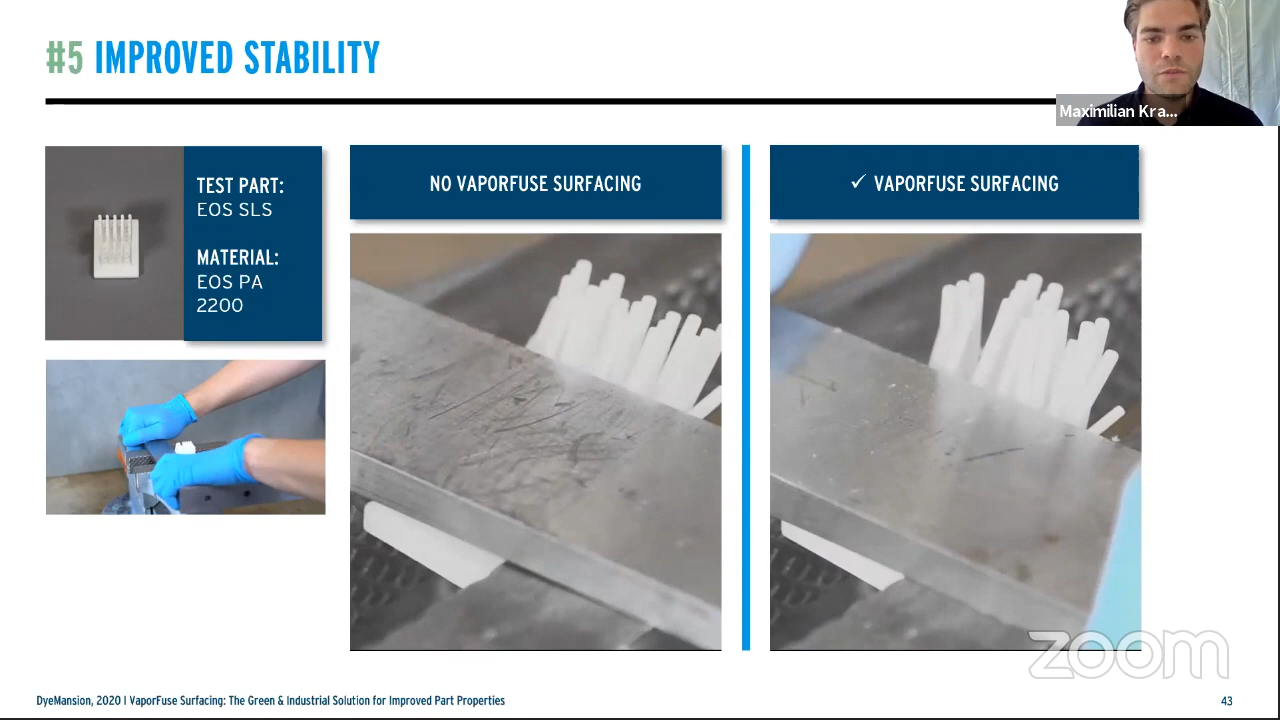 #5 IMPROVED STABILITY
Maximilian Kra...
TEST PART:
EOS SLS
MATERIAL:
EOS PA
2200
NO VAPORFUSE SURFACING
✓ VAPORFUSE SURFACING
zoom
DyeMansion, 2020 I VaporFuse Surfacing: The Green & Industrial Solution for Improved Part Properties
43